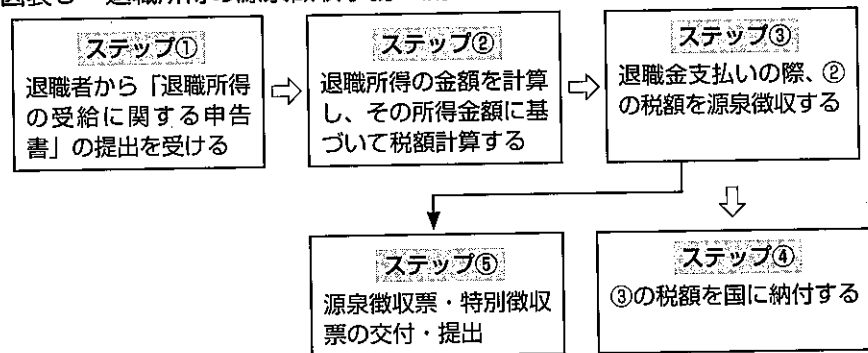 ステップ①
退職者から「退職所得
の受給に関する申告
書」の提出を受ける
ステップ②
退職所得の金額を計算
し、その所得金額に基
づいて税額計算する
ステップ③
退職金支払いの際、②
の税額を源泉徴収する
ステップ⑤
源泉徴収票・特別徴収
票の交付・提出
ステップ④
③の税額を国に納付する